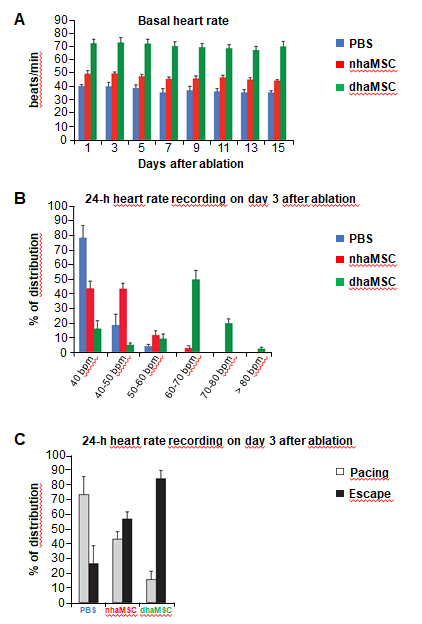 A
Basal heart rate
beats/min
90
80
70
60
50
40
30
20
10
0
1 3 5 7 9 11 13 15
Days after ablation
PBS
nhaMSC
dhaMSC
B
24-h heart rate recording on day 3 after ablation
% of distribution
100
90
80
70
60
50
40
30
20
10
0
40 bpm
40-50 bpm
50-60 bpm
60-70 bpm
70-80 bpm
> 80 bpm
PBS
nhaMSC
dhaMSC
C
24-h heart rate recording on day 3 after ablation
% of distribution
100
90
80
70
60
50
40
30
20
10
0
PBS nhaMSC dhaMSC
Pacing
Escape